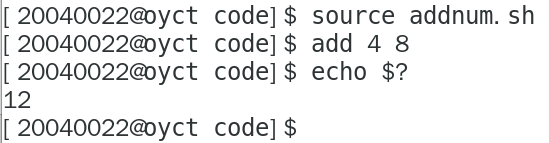 [ 20040022@oyct code] $ source addnum. sh
[ 20040022@oyct code] $ add 4 8
[ 20040022@oyct code] $ echo $?
12
[ 20040022@oyct code] $